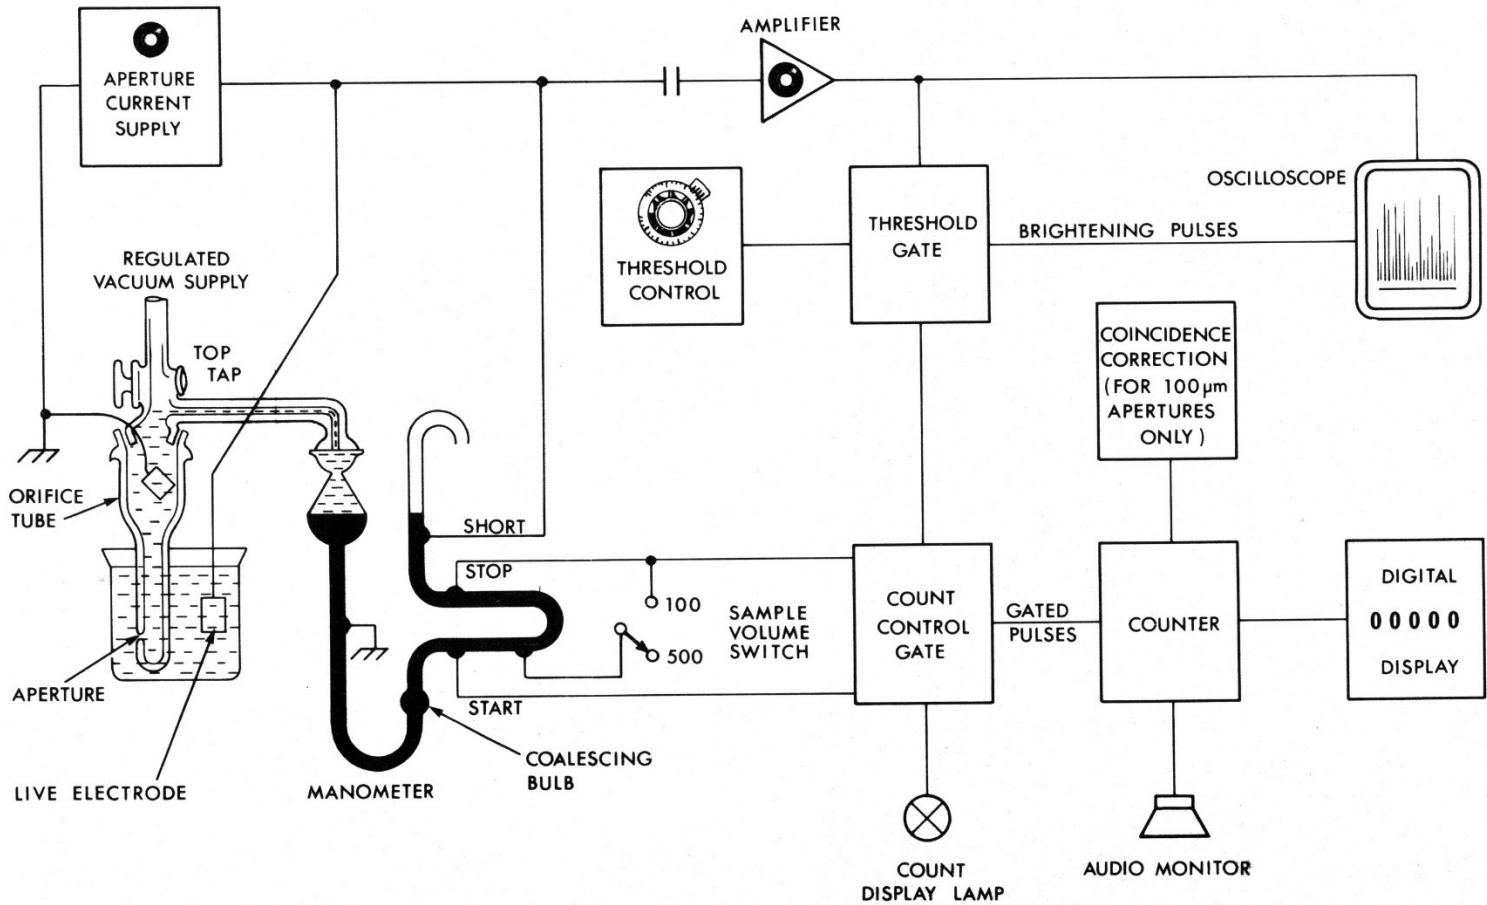 AMPLIFIER
APERTURE
CURRENT
SUPPLY
OSCILLOSCOPE
THRESHOLD
GATE
BRIGHTENING PULSES
THRESHOLD
CONTROL
REGULATED
VACUUM SUPPLY
TOP
TAP
COINCIDENCE
CORRECTION
(FOR 100µm
APERTURES
ONLY)
ORIFICE
TUBE
SHORT
STOP
100
500
SAMPLE
VOLUME
SWITCH
COUNT
CONTROL
GATE
GATED
PULSES
COUNTER
DIGITAL
00000
DISPLAY
APERTURE
START
COALESCING
BULB
LIVE ELECTRODE
MANOMETER
COUNT
DISPLAY LAMP
AUDIO MONITOR